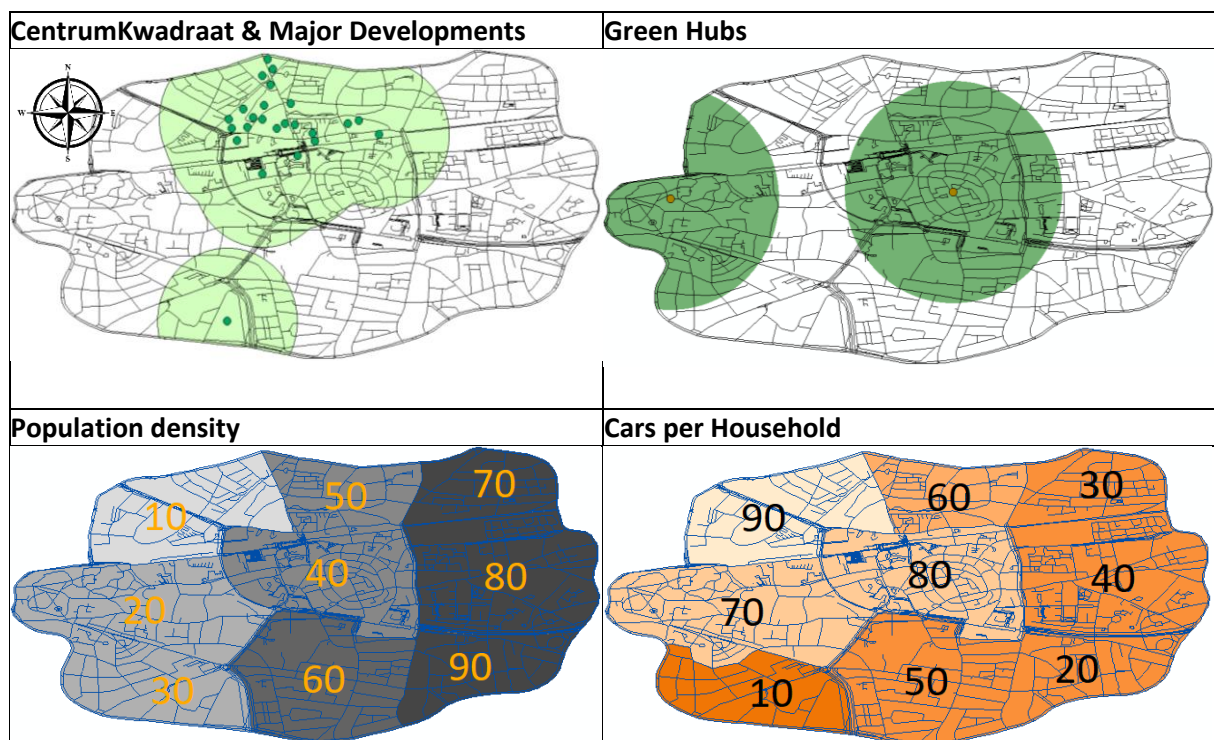 CentrumKwadraat & Major Developments
Green Hubs
N
W
E
S
Population density
Cars per Household
10
50
70
40
80
20
30
60
90
90
60
30
80
40
70
10
50
20